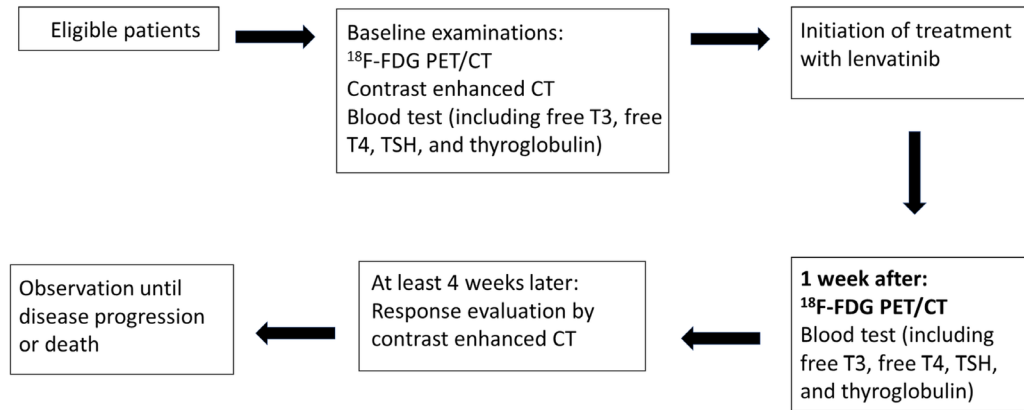 Eligible patients
Baseline examinations:
¹⁸F-FDG PET/CT
Contrast enhanced CT
Blood test (including free T3, free
T4, TSH, and thyroglobulin)
Initiation of treatment
with lenvatinib
1 week after:
¹⁸F-FDG PET/CT
Blood test (including
free T3, free T4, TSH,
and thyroglobulin)
At least 4 weeks later:
Response evaluation by
contrast enhanced CT
Observation until
disease progression
or death